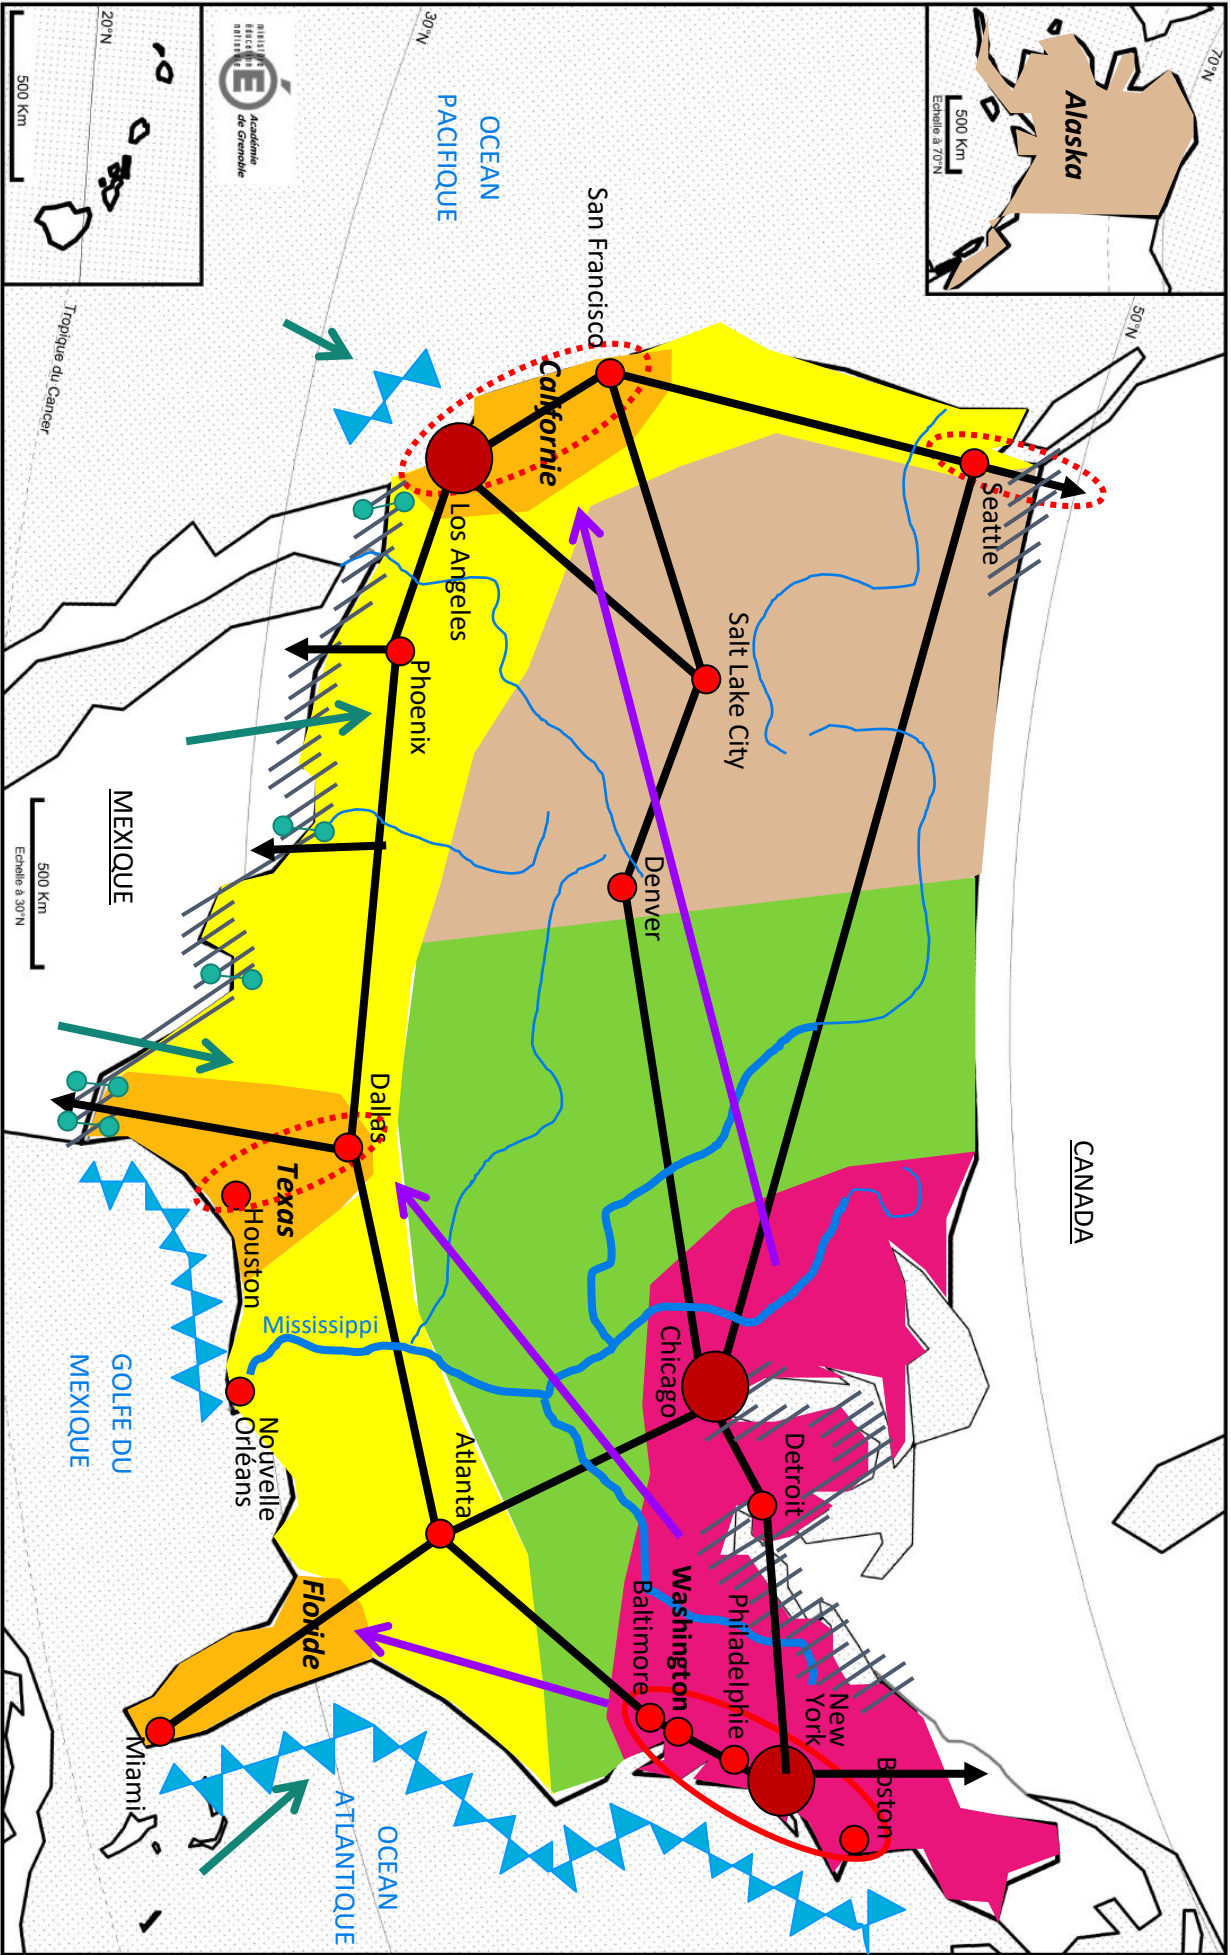 70°N
Alaska
500 Km
Echelle à 70°N
50°N
CANADA
Seattle
OCEAN
PACIFIQUE
San Francisco
Californie
Los Angeles
Salt Lake City
Denver
Phoenix
Chicago
Detroit
New
York
Boston
Philadelphie
Washington
Baltimore
Atlanta
Dallas
Texas
Houston
Mississippi
Nouvelle
Orléans
Floride
Miami
OCEAN
ATLANTIQUE
GOLFE DU
MEXIQUE
MEXIQUE
500 Km
Echelle à 30°N
30°N
Tropique du Cancer
ministère
éducation
nationale
É
Académie
de Grenoble
20°N
500 Km